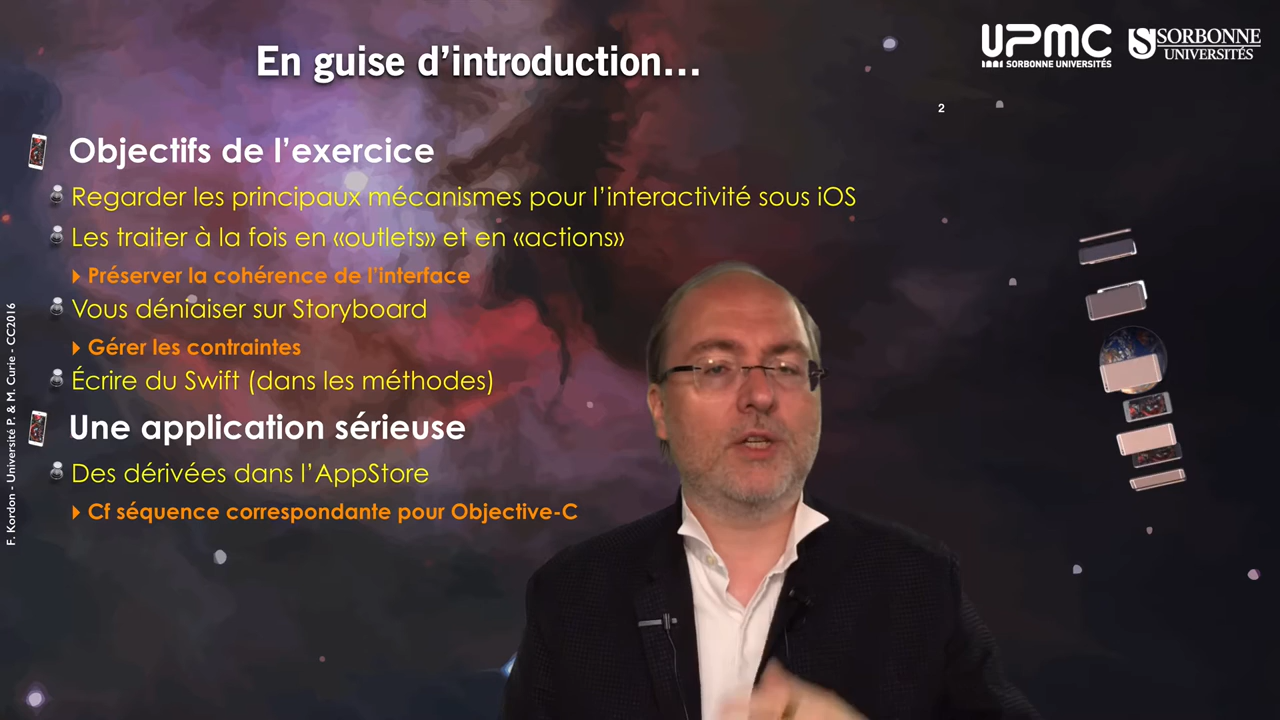 En guise d’introduction...
UPMC
SORBONNE UNIVERSITÉS
SORBONNE
UNIVERSITÉS
2
Objectifs de l’exercice
Regarder les principaux mécanismes pour l’interactivité sous iOS
Les traiter à la fois en «outlets» et en «actions»
Préserver la cohérence de l’interface
Vous déniaiser sur Storyboard
Gérer les contraintes
Écrire du Swift (dans les méthodes)
Une application sérieuse
Des dérivées dans l’AppStore
Cf séquence correspondante pour Objective-C
F. Kordon - Université P. & M. Curie - CC2016